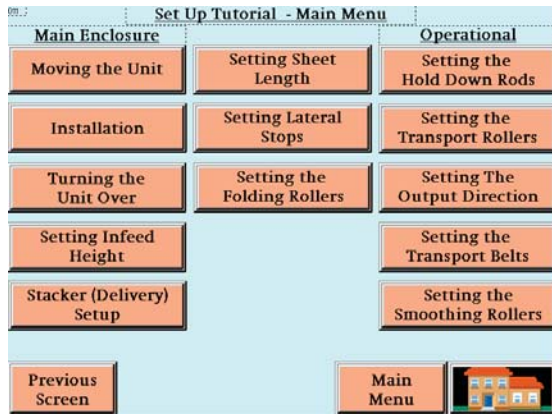 Set Up Tutorial - Main Menu
Main Enclosure
Operational
Moving the Unit
Setting Sheet
Length
Setting the
Hold Down Rods
Installation
Setting Lateral
Stops
Setting the
Transport Rollers
Turning the
Unit Over
Setting the
Folding Rollers
Setting The
Output Direction
Setting Infeed
Height
Setting the
Transport Belts
Stacker (Delivery)
Setup
Setting the
Smoothing Rollers
Previous
Screen
Main
Menu